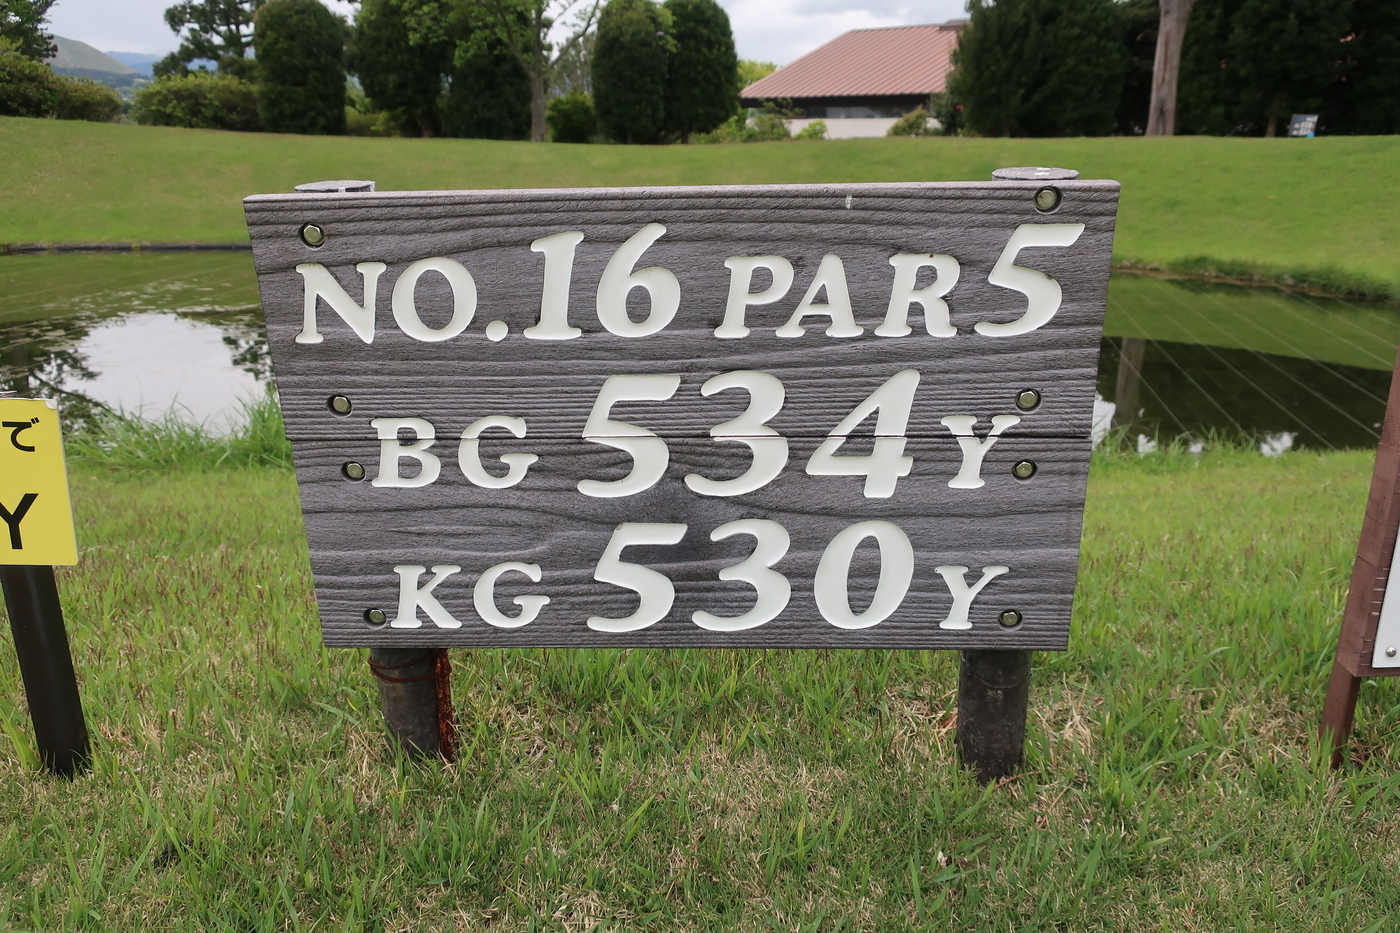 NO.16 PAR5
BG 534Y
KG 530Y
で
Y